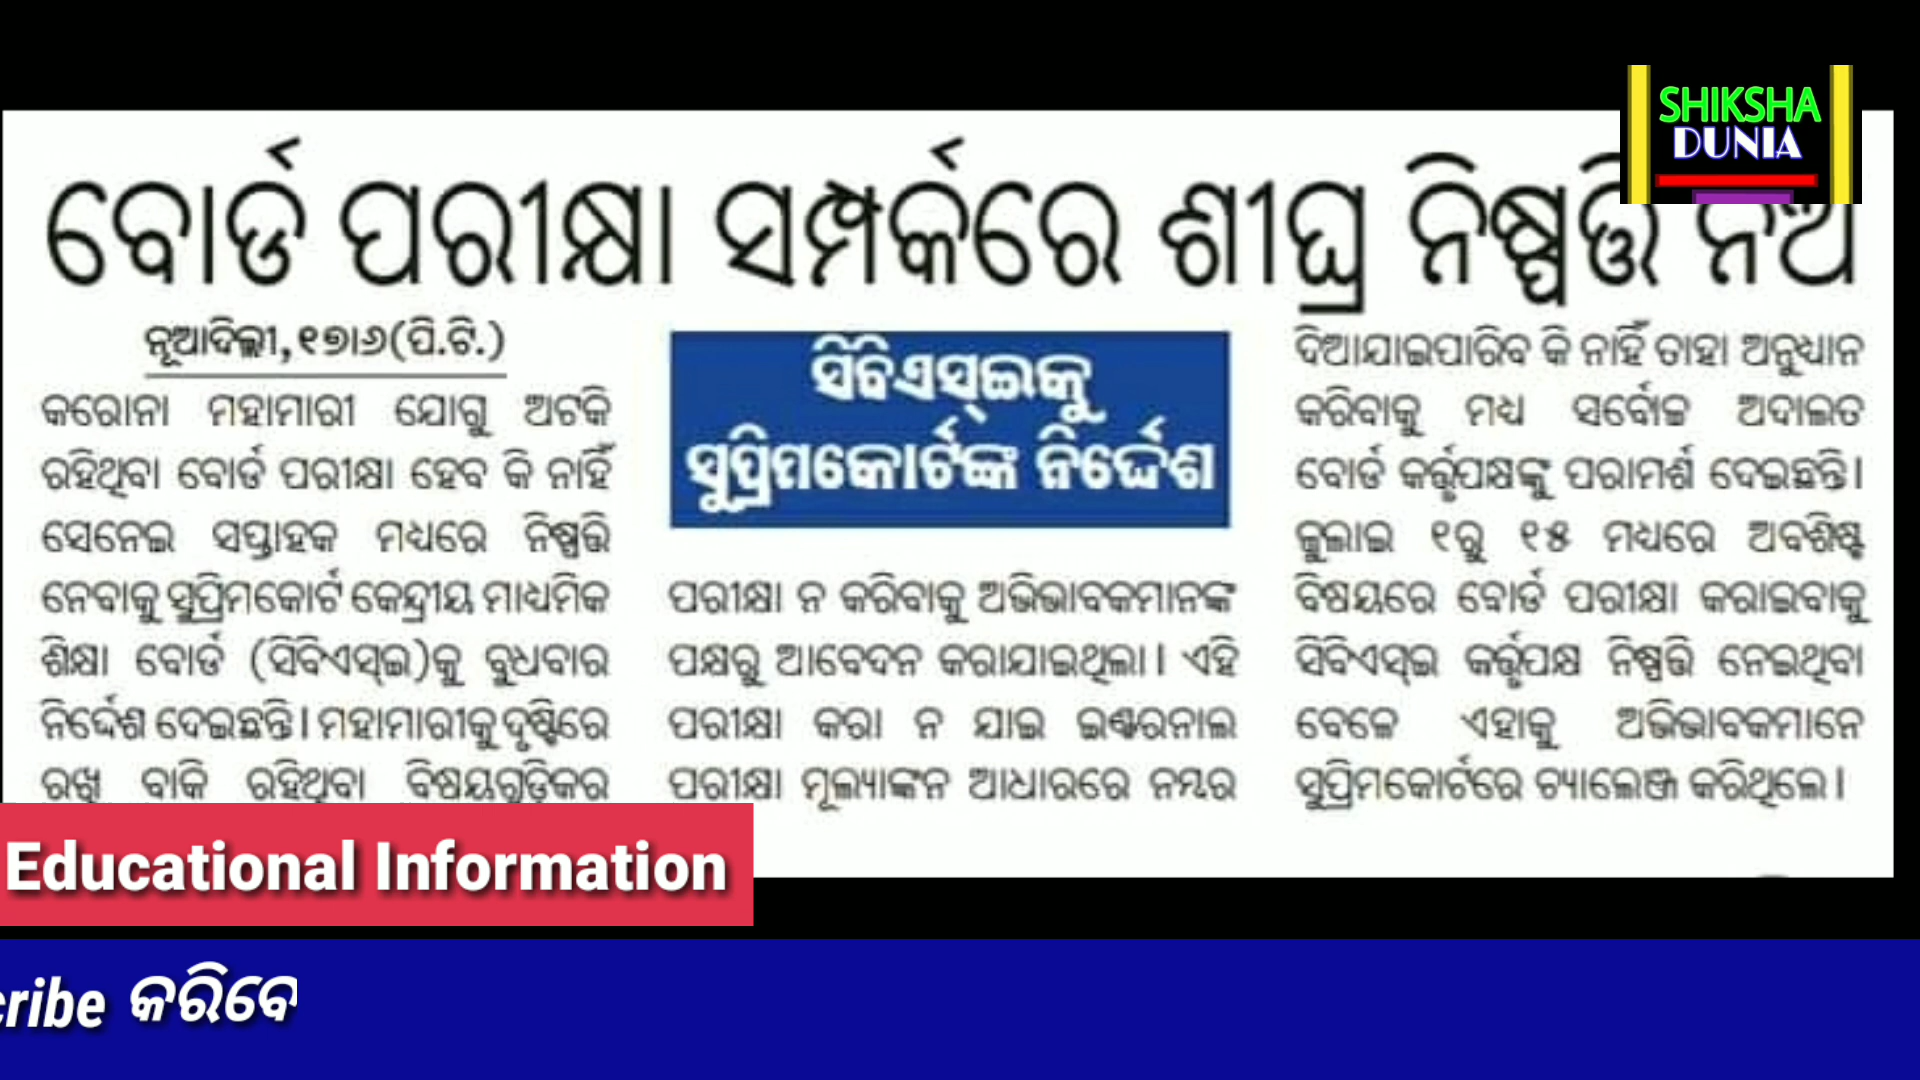 SHIKSHA
DUNIA
ବୋର୍ଡ ପରୀକ୍ଷା ସମ୍ପର୍କରେ ଶୀଘ୍ର ନିଷ୍ପତ୍ତି ନିଅ
ନୂଆଦିଲ୍ଲୀ,୧୭।୬(ପି.ଟି.)
କରୋନା ମହାମାରୀ ଯୋଗୁ ଅଟକି
ରହିଥିବା ବୋର୍ଡ ପରୀକ୍ଷା ହେବ କି ନାହିଁ
ସେନେଇ ସପ୍ତାହକ ମଧ୍ୟରେ ନିଷ୍ପତ୍ତି
ନେବାକୁ ସୁପ୍ରିମକୋର୍ଟ କେନ୍ଦ୍ରୀୟ ମାଧ୍ୟମିକ
ଶିକ୍ଷା ବୋର୍ଡ (ସିବିଏସ୍‌ଇ)କୁ ବୁଧବାର
ନିର୍ଦ୍ଦେଶ ଦେଇଛନ୍ତି। ମହାମାରୀକୁ ଦୃଷ୍ଟିରେ
ରଖି ବାକି ରହିଥିବା ବିଷୟଗୁଡ଼ିକର
ସିବିଏସ୍‌ଇକୁ
ସୁପ୍ରିମକୋର୍ଟଙ୍କ ନିର୍ଦ୍ଦେଶ
ପରୀକ୍ଷା ନ କରିବାକୁ ଅଭିଭାବକମାନଙ୍କ
ପକ୍ଷରୁ ଆବେଦନ କରାଯାଇଥିଲା। ଏହି
ପରୀକ୍ଷା କରା ନ ଯାଇ ଇଣ୍ଟରନାଲ
ପରୀକ୍ଷା ମୂଲ୍ୟାଙ୍କନ ଆଧାରରେ ନମ୍ବର
ଦିଆଯାଇପାରିବ କି ନାହିଁ ତାହା ଅନୁଧ୍ୟାନ
କରିବାକୁ ମଧ୍ୟ ସର୍ବୋଚ୍ଚ ଅଦାଲତ
ବୋର୍ଡ କର୍ତ୍ତୃପକ୍ଷଙ୍କୁ ପରାମର୍ଶ ଦେଇଛନ୍ତି।
ଜୁଲାଇ ୧ରୁ ୧୫ ମଧ୍ୟରେ ଅବଶିଷ୍ଟ
ବିଷୟରେ ବୋର୍ଡ ପରୀକ୍ଷା କରାଇବାକୁ
ସିବିଏସ୍‌ଇ କର୍ତ୍ତୃପକ୍ଷ ନିଷ୍ପତ୍ତି ନେଇଥିବା
ବେଳେ ଏହାକୁ ଅଭିଭାବକମାନେ
ସୁପ୍ରିମକୋର୍ଟରେ ଚ୍ୟାଲେଞ୍ଜ କରିଥିଲେ।
Educational Information
cribe କରିବେ